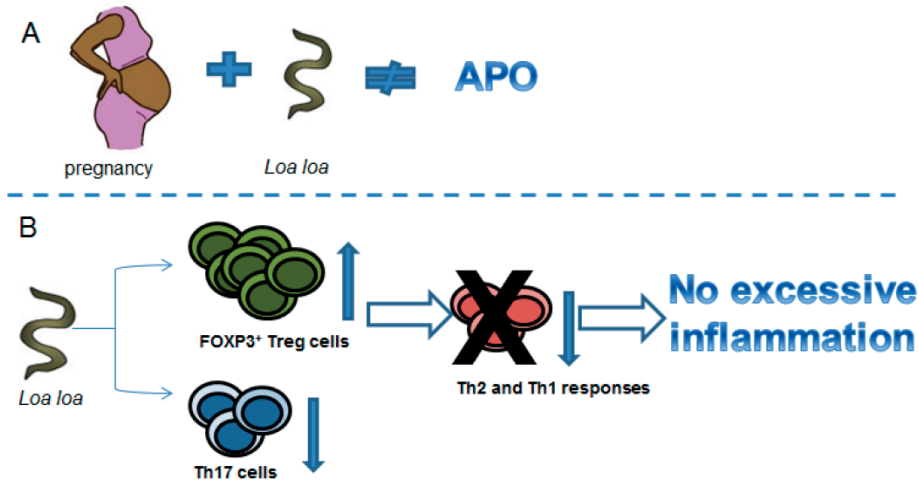 A
+
≠
APO
pregnancy
Loa loa
B
FOXP3⁺ Treg cells
No excessive
inflammation
Th2 and Th1 responses
Loa loa
Th17 cells